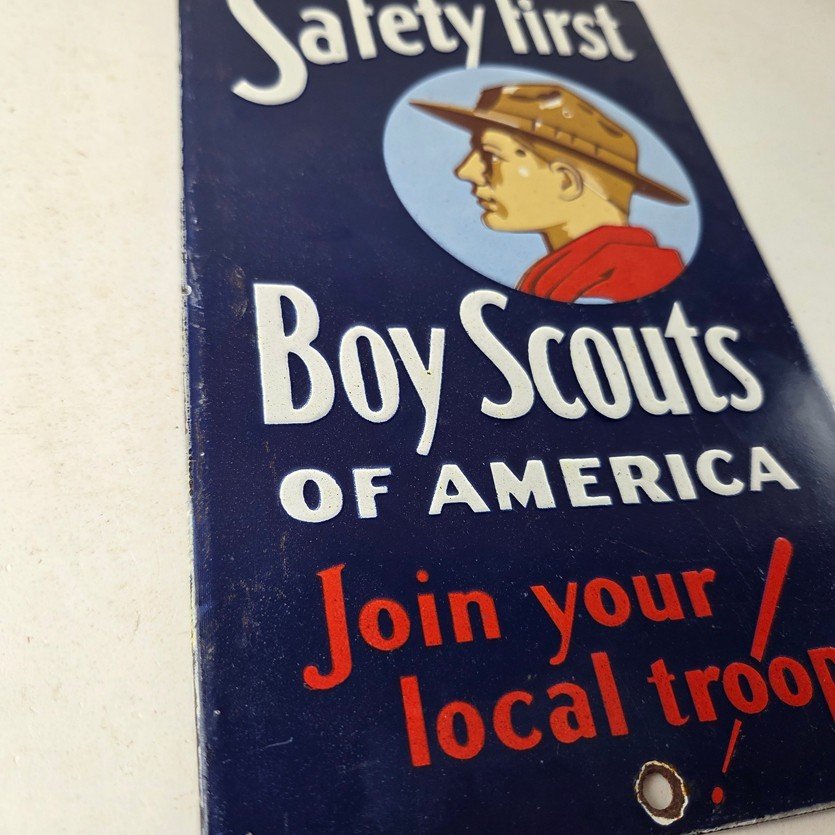 Safety first
Boy Scouts
OF AMERICA
Join your
local troop!